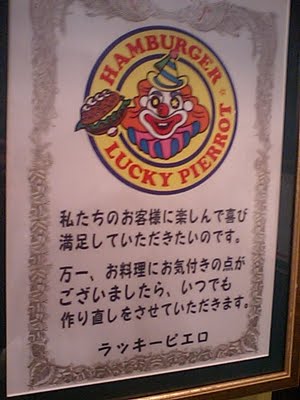 HAMBURGER
LUCKY PIERROT
私たちのお客様に楽しんで喜び
満足していただきたいのです。
万一、お料理にお気付きの点が
ございましたら、いつでも
作り直しをさせていただきます。
ラッキーピエロ